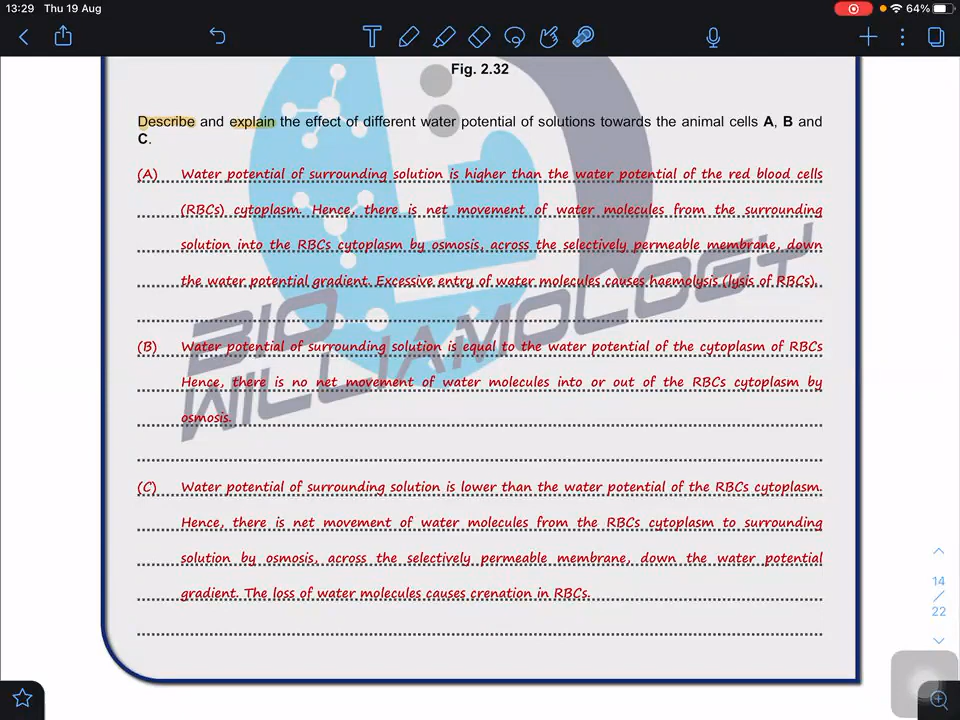 13:29 Thu 19 Aug
64%
Fig. 2.32
Describe and explain the effect of different water potential of solutions towards the animal cells A, B and
C.
(A) Water potential of surrounding solution is higher than the water potential of the red blood cells
(RBCs) cytoplasm. Hence, there is net movement of water molecules from the surrounding
solution into the RBCs cytoplasm by osmosis, across the selectively permeable membrane, down
the water potential gradient. Excessive entry of water molecules causes haemolysis (lysis of RBCs).
(B) Water potential of surrounding solution is equal to the water potential of the cytoplasm of RBCs
Hence, there is no net movement of water molecules into or out of the RBCs cytoplasm by
osmosis.
(C) Water potential of surrounding solution is lower than the water potential of the RBCs cytoplasm.
Hence, there is net movement of water molecules from the RBCs cytoplasm to surrounding
solution by osmosis, across the selectively permeable membrane, down the water potential
gradient. The loss of water molecules causes crenation in RBCs.
BIO
WILLIAMOLOGY
14
/
22